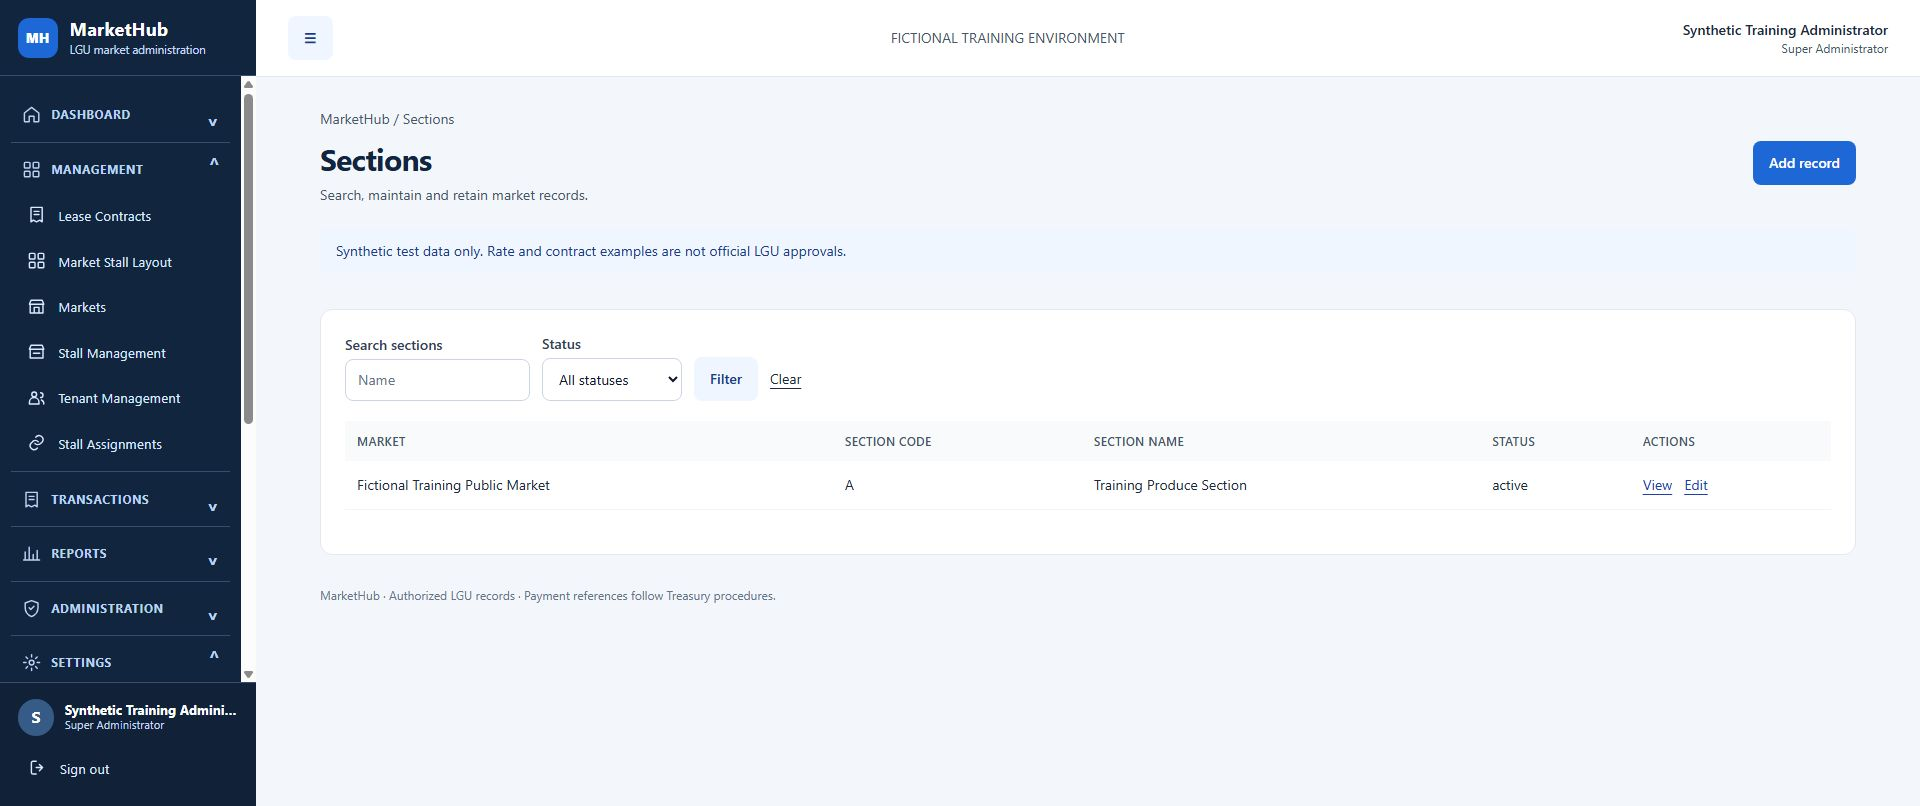 MH
MarketHub
LGU market administration
☰
FICTIONAL TRAINING ENVIRONMENT
Synthetic Training Administrator
Super Administrator
DASHBOARD
MANAGEMENT
Lease Contracts
Market Stall Layout
Markets
Stall Management
Tenant Management
Stall Assignments
TRANSACTIONS
REPORTS
ADMINISTRATION
SETTINGS
S
Synthetic Training Admini...
Super Administrator
Sign out
MarketHub / Sections
Sections
Add record
Search, maintain and retain market records.
Synthetic test data only. Rate and contract examples are not official LGU approvals.
Search sections
Status
Name
All statuses
Filter
Clear
MARKET SECTION CODE SECTION NAME STATUS ACTIONS
Fictional Training Public Market A Training Produce Section active View Edit
MarketHub · Authorized LGU records · Payment references follow Treasury procedures.